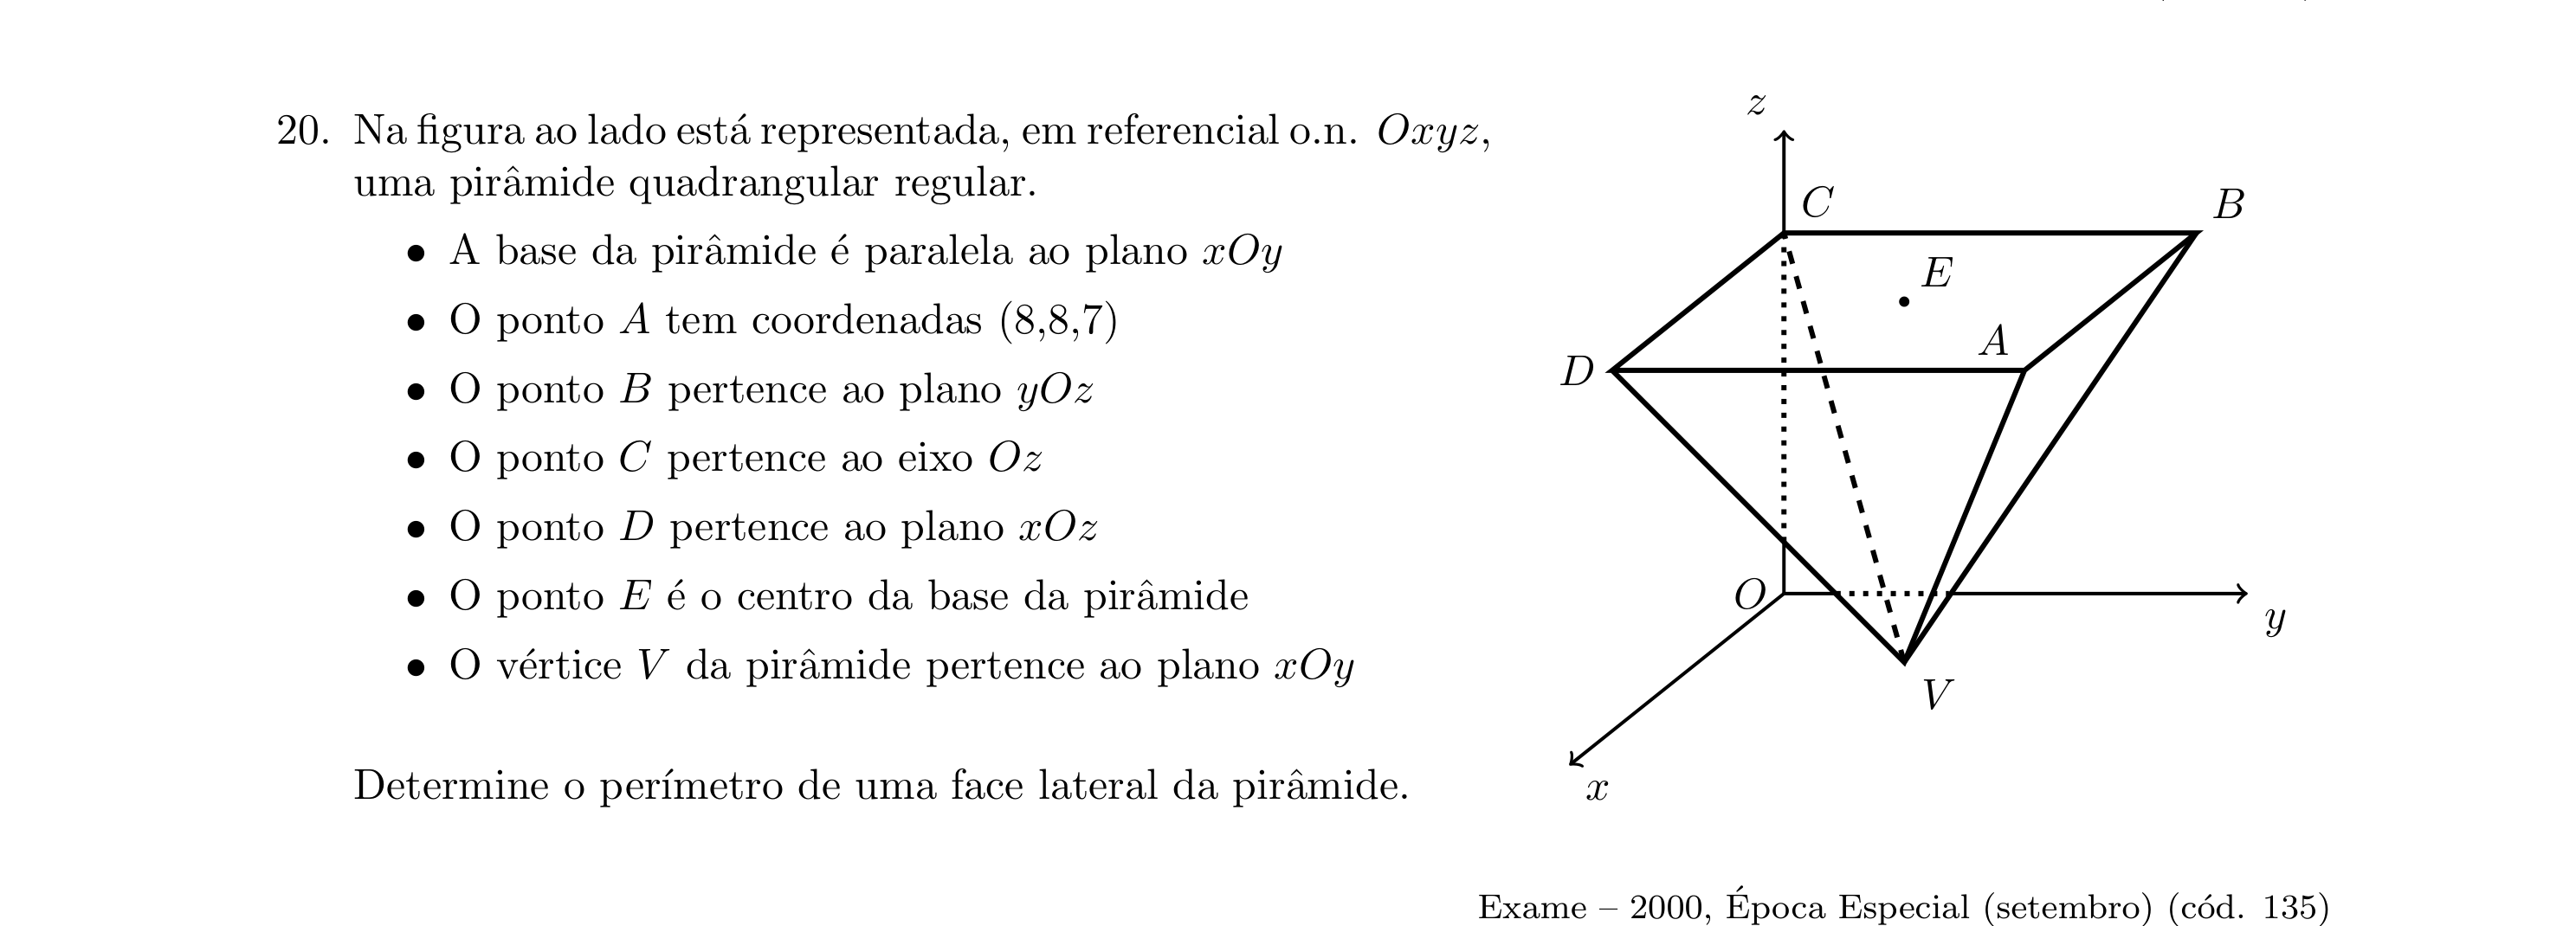 20. Na figura ao lado está representada, em referencial o.n. Oxyz,
uma pirâmide quadrangular regular.
• A base da pirâmide é paralela ao plano xOy
• O ponto A tem coordenadas (8,8,7)
• O ponto B pertence ao plano yOz
• O ponto C pertence ao eixo Oz
• O ponto D pertence ao plano xOz
• O ponto E é o centro da base da pirâmide
• O vértice V da pirâmide pertence ao plano xOy
Determine o perímetro de uma face lateral da pirâmide.
z
C
B
E
A
D
O
y
V
x
Exame – 2000, Época Especial (setembro) (cód. 135)